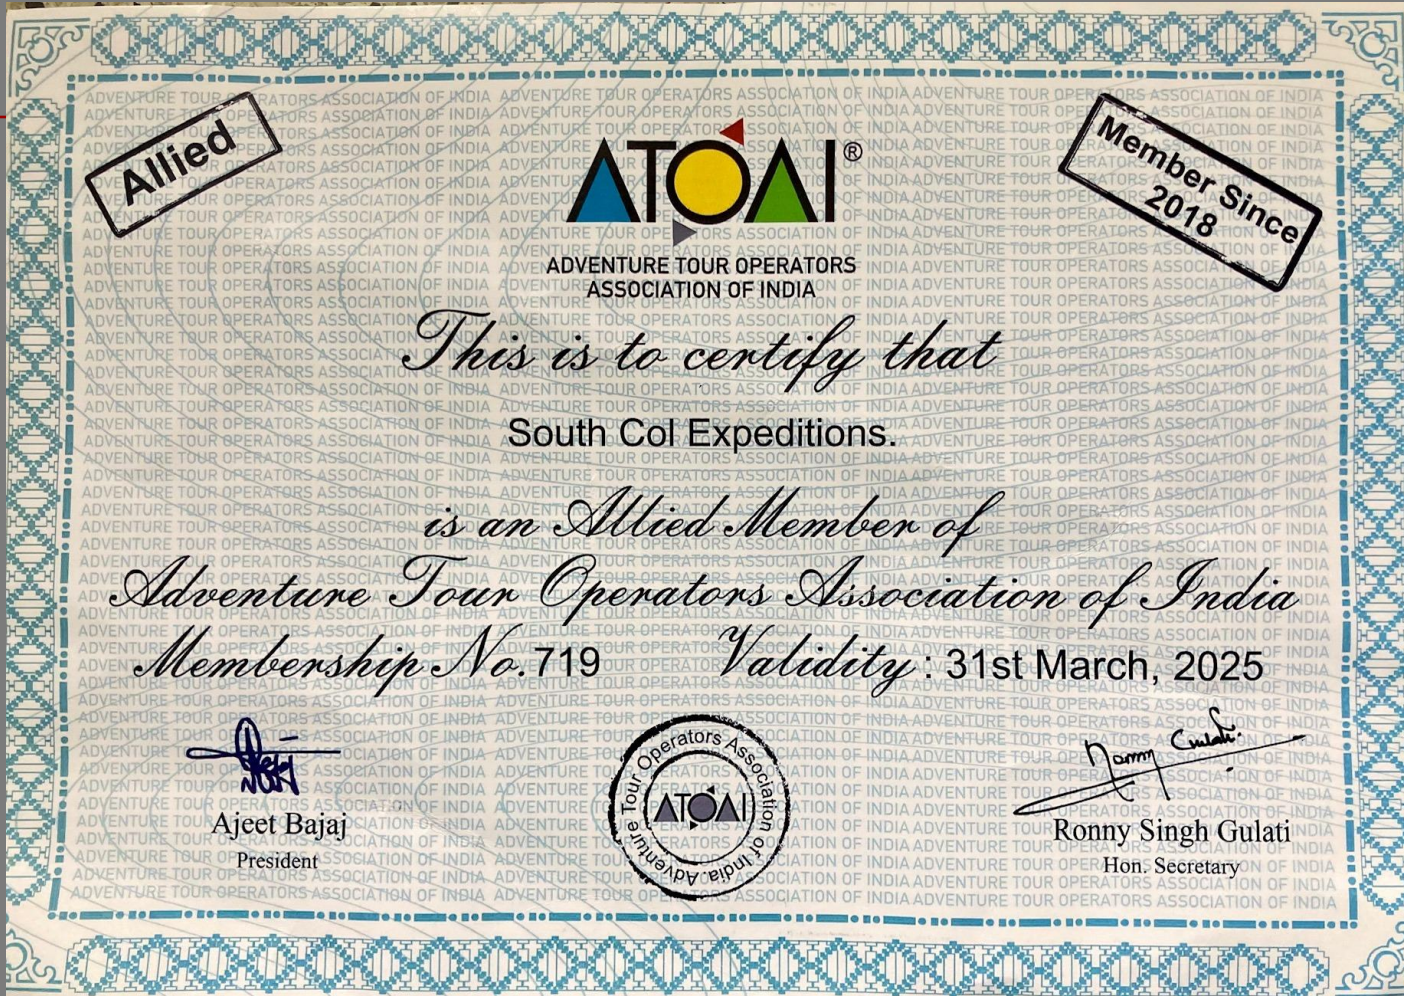 Allied
Member Since
2018
ATOAI®
ADVENTURE TOUR OPERATORS
ASSOCIATION OF INDIA
This is to certify that
South Col Expeditions.
is an Allied Member of
Adventure Tour Operators Association of India
Membership No. 719 Validity : 31st March, 2025
Adventure Tour Operators Association of India.
ATOAI
Ronny Gulati
Ajeet Bajaj
President
Ronny Singh Gulati
Hon. Secretary